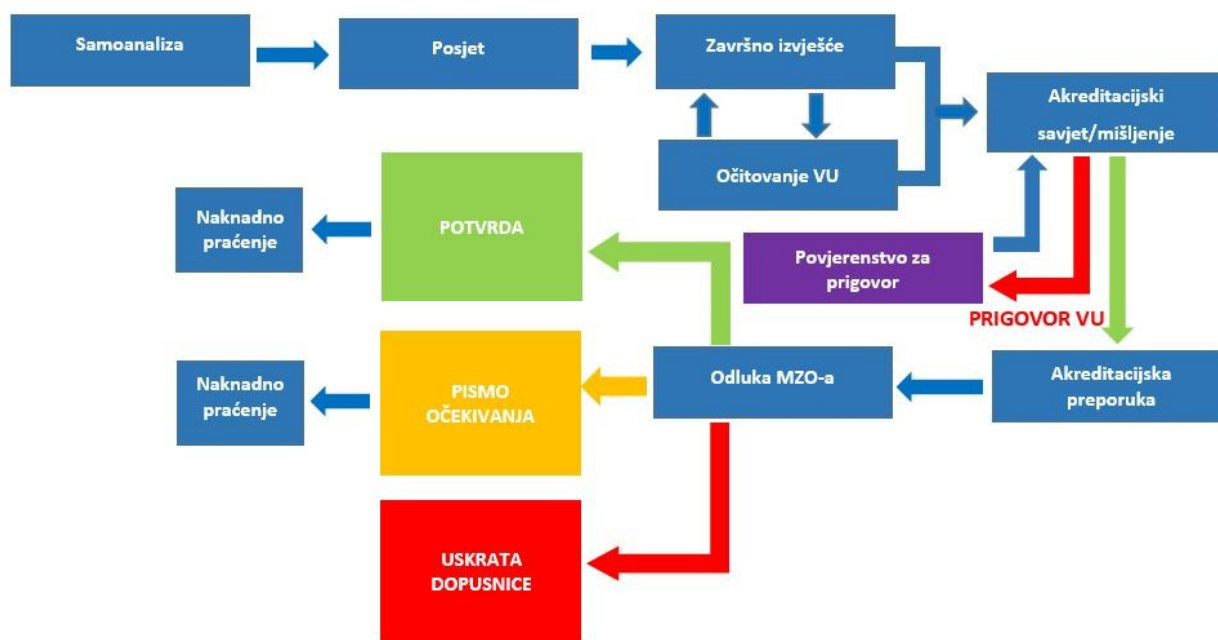 Samoanaliza
Posjet
Završno izvješće
Akreditacijski
savjet/mišljenje
Očitovanje VU
Naknadno
praćenje
POTVRDA
Povjerenstvo za
prigovor
PRIGOVOR VU
Naknadno
praćenje
PISMO
OČEKIVANJA
Odluka MZO-a
Akreditacijska
preporuka
USKRATA
DOPUSNICE